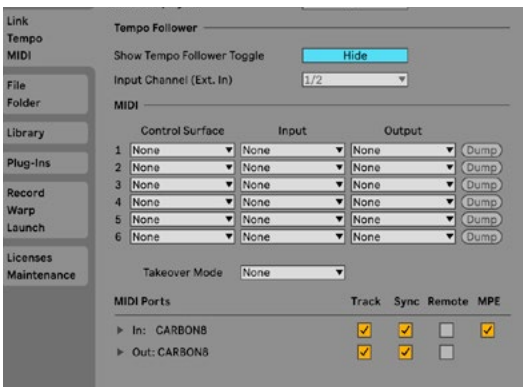 Link
Tempo
MIDI
File
Folder
Library
Plug-Ins
Record
Warp
Launch
Licenses
Maintenance
Tempo Follower
Show Tempo Follower Toggle Hide
Input Channel (Ext. In) 1/2
MIDI
Control Surface Input Output
1 None None None Dump
2 None None None Dump
3 None None None Dump
4 None None None Dump
5 None None None Dump
6 None None None Dump
Takeover Mode None
MIDI Ports Track Sync Remote MPE
In: CARBON8
Out: CARBON8